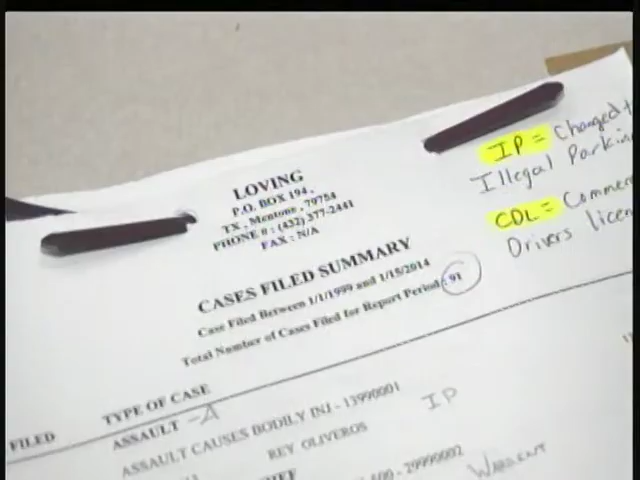 LOVING
P.O. BOX 194,
TX, Mentone, 79754
PHONE #: (432) 377-2441
FAX: N/A
IP = Changed
Illegal Parkin
CDL =
Drivers licen
CASES FILED SUMMARY
Case Filed Between 1/1/1999 and 1/15/2014
Total Number of Cases Filed for Report Period: 91
FILED TYPE OF CASE
ASSAULT - A
ASSAULT CAUSES BODILY INJ - 13990001 IP
REY OLIVEROS
29990002 Warrant